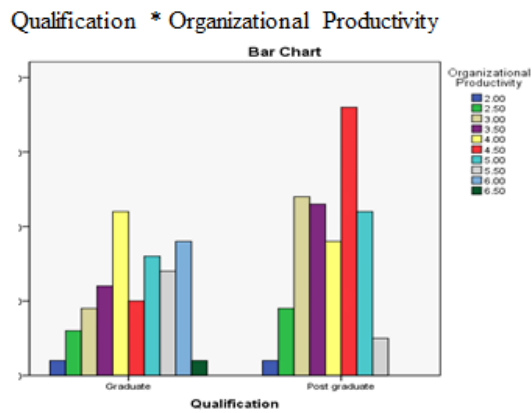 Qualification * Organizational Productivity
Bar Chart
Organizational
Productivity
2.00
2.50
3.00
3.50
4.00
4.50
5.00
5.50
6.00
6.50
Graduate
Post graduate
Qualification